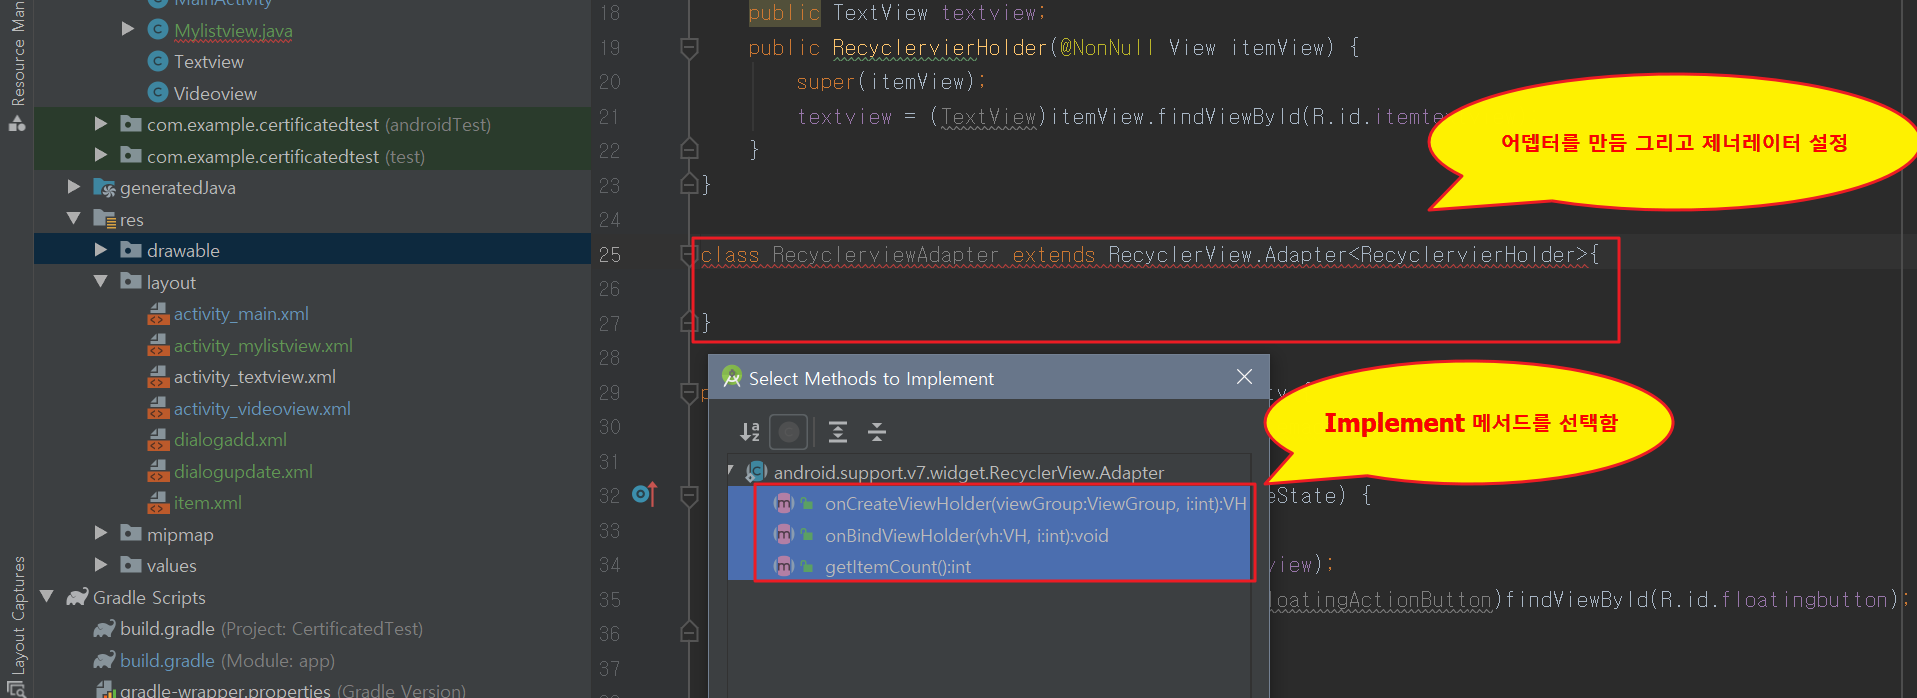 Resource Man
Layout Captures
MainActivity
Mylistview.java
Textview
Videoview
com.example.certificatedtest (androidTest)
com.example.certificatedtest (test)
generatedJava
res
drawable
layout
activity_main.xml
activity_mylistview.xml
activity_textview.xml
activity_videoview.xml
dialogadd.xml
dialogupdate.xml
item.xml
mipmap
values
Gradle Scripts
build.gradle (Project: CertificatedTest)
build.gradle (Module: app)
gradle-wrapper.properties (Gradle Version)
18 public TextView textview;
19 public RecyclervierHolder(@NonNull View itemView) {
20 super(itemView);
21 textview = (TextView)itemView.findViewById(R.id.itemte
22 }
23 }
24
25 class RecyclerviewAdapter extends RecyclerView.Adapter<RecyclervierHolder>{
26
27 }
28
29 p
30
31
32 eState) {
33
34 view);
35 loatingActionButton)findViewById(R.id.floatingbutton);
36
37
어뎁터를 만듬 그리고 제너레이터 설정
Select Methods to Implement
android.support.v7.widget.RecyclerView.Adapter
onCreateViewHolder(viewGroup:ViewGroup, i:int):VH
onBindViewHolder(vh:VH, i:int):void
getItemCount():int
Implement 메서드를 선택함